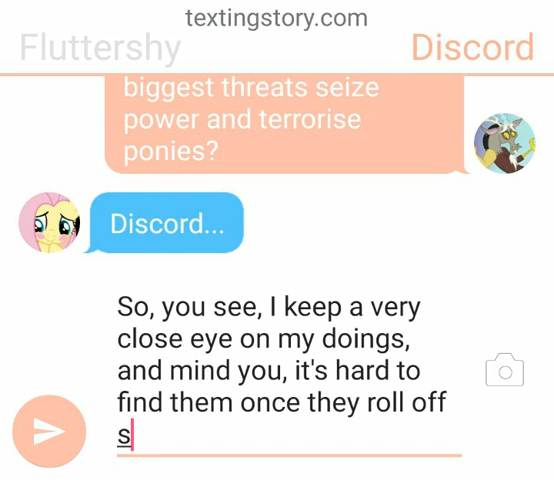 textingstory.com
Fluttershy
Discord
biggest threats seize
power and terrorise
ponies?
Discord...
So, you see, I keep a very
close eye on my doings,
and mind you, it's hard to
find them once they roll off
s